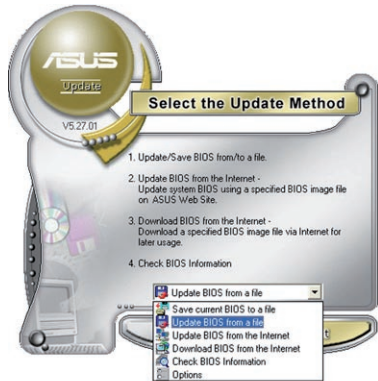 ASUS
Update
V5.27.01
Select the Update Method
1. Update/Save BIOS from/to a file.
2. Update BIOS from the Internet -
Update system BIOS using a specified BIOS image file
on ASUS Web Site.
3. Download BIOS from the Internet -
Download a specified BIOS image file via Internet for
later usage.
4. Check BIOS Information
Update BIOS from a file
Save current BIOS to a file
Update BIOS from a file
Update BIOS from the Internet
Download BIOS from the Internet
Check BIOS Information
Options